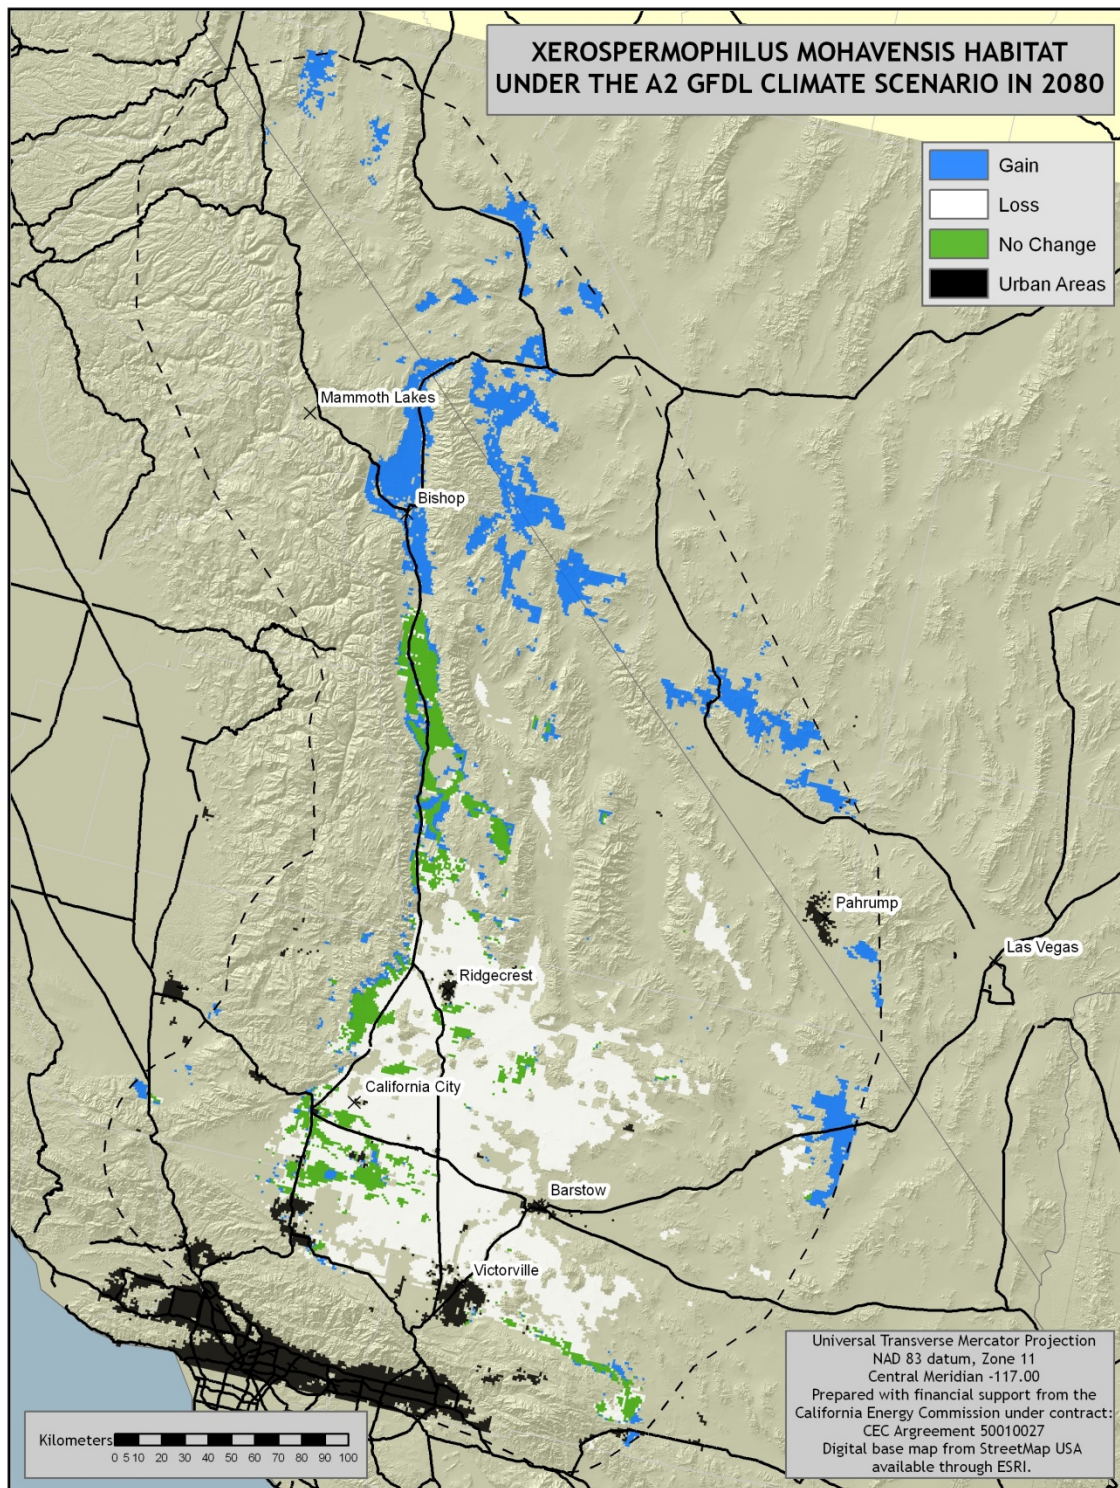 XEROSPERMOPHILUS MOHAVENSIS HABITAT
UNDER THE A2 GFDL CLIMATE SCENARIO IN 2080
Gain
Loss
No Change
Urban Areas
Mammoth Lakes
Bishop
Pahrump
Las Vegas
Ridgecrest
California City
Barstow
Victorville
Universal Transverse Mercator Projection
NAD 83 datum, Zone 11
Central Meridian -117.00
Prepared with financial support from the
California Energy Commission under contract:
CEC Argreement 50010027
Digital base map from StreetMap USA
available through ESRI.
Kilometers
0 5 10 20 30 40 50 60 70 80 90 100